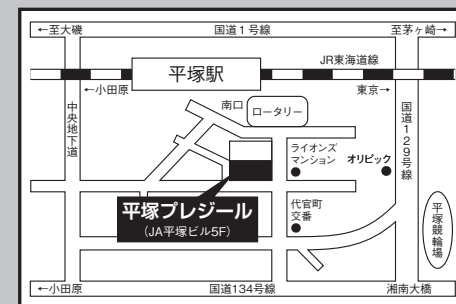 ←至大磯
国道1号線
至茅ヶ崎→
JR東海道線
平塚駅
←小田原
東京→
中央地下道
南口
ロータリー
国道129号線
ライオンズ
マンション
オリピック
平塚プレジール
(JA平塚ビル5F)
代官町
交番
平塚競輪場
←小田原
国道134号線
湘南大橋